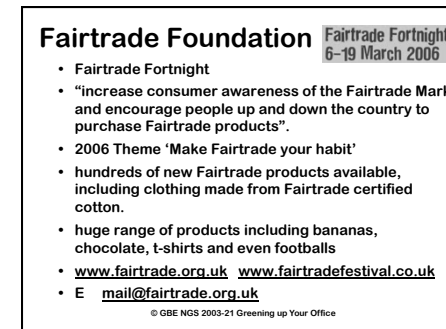 Fairtrade Foundation
Fairtrade Fortnight
6-19 March 2006
• Fairtrade Fortnight
• “increase consumer awareness of the Fairtrade Mark
and encourage people up and down the country to
purchase Fairtrade products”.
• 2006 Theme ‘Make Fairtrade your habit’
• hundreds of new Fairtrade products available,
including clothing made from Fairtrade certified
cotton.
• huge range of products including bananas,
chocolate, t-shirts and even footballs
• www.fairtrade.org.uk www.fairtradefestival.co.uk
• E mail@fairtrade.org.uk
© GBE NGS 2003-21 Greening up Your Office